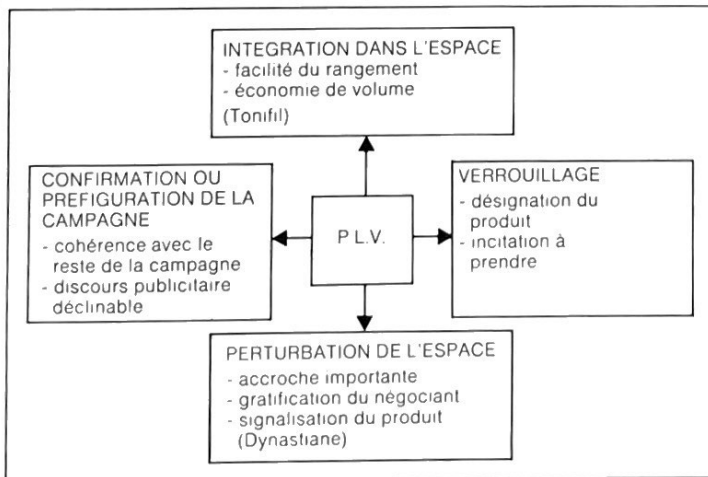 INTEGRATION DANS L'ESPACE
- facilité du rangement
- économie de volume
(Tonifil)
CONFIRMATION OU
PREFIGURATION DE LA
CAMPAGNE
- cohérence avec le
reste de la campagne
- discours publicitaire
déclinable
P.L.V.
VERROUILLAGE
- désignation du
produit
- incitation à
prendre
PERTURBATION DE L'ESPACE
- accroche importante
- gratification du négociant
- signalisation du produit
(Dynastiane)